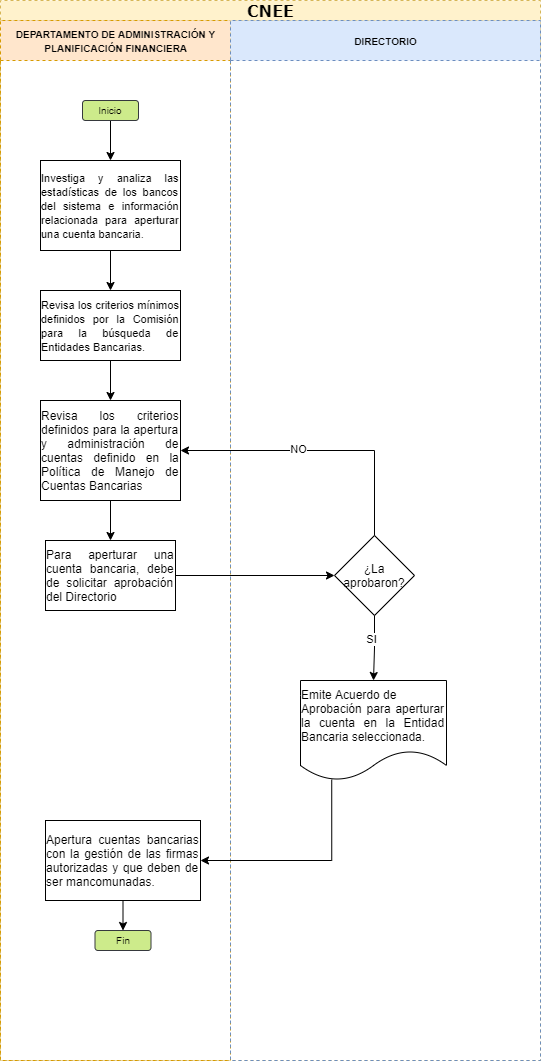 CNEE
DEPARTAMENTO DE ADMINISTRACIÓN Y
PLANIFICACIÓN FINANCIERA
DIRECTORIO
Inicio
Investiga y analiza las
estadísticas de los bancos
del sistema e información
relacionada para aperturar
una cuenta bancaria.
Revisa los criterios mínimos
definidos por la Comisión
para la búsqueda de
Entidades Bancarias.
Revisa los criterios
definidos para la apertura
y administración de
cuentas definido en la
Política de Manejo de
Cuentas Bancarias
NO
Para aperturar una
cuenta bancaria, debe
de solicitar aprobación
del Directorio
¿La
aprobaron?
SI
Emite Acuerdo de
Aprobación para aperturar
la cuenta en la Entidad
Bancaria seleccionada.
Apertura cuentas bancarias
con la gestión de las firmas
autorizadas y que deben de
ser mancomunadas.
Fin